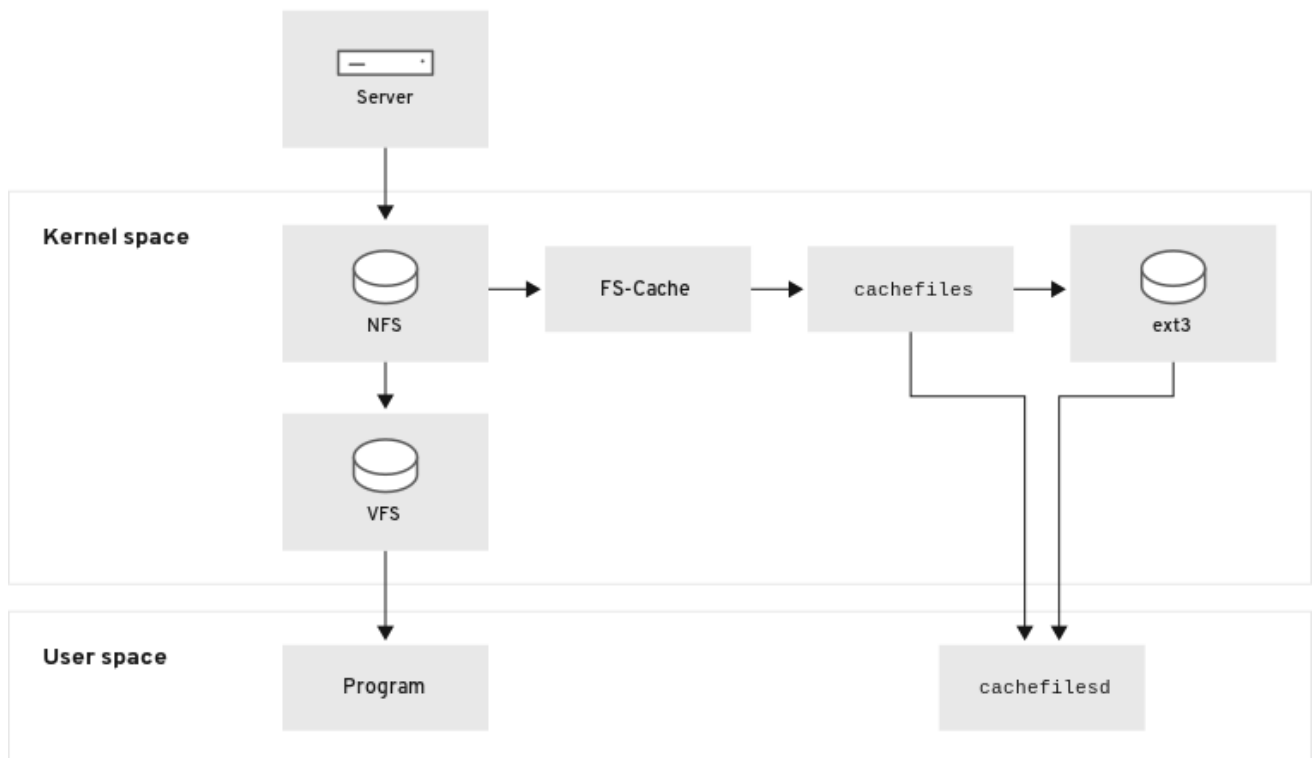 Server
Kernel space
NFS
FS-Cache
cachefiles
ext3
VFS
User space
Program
cachefilesd